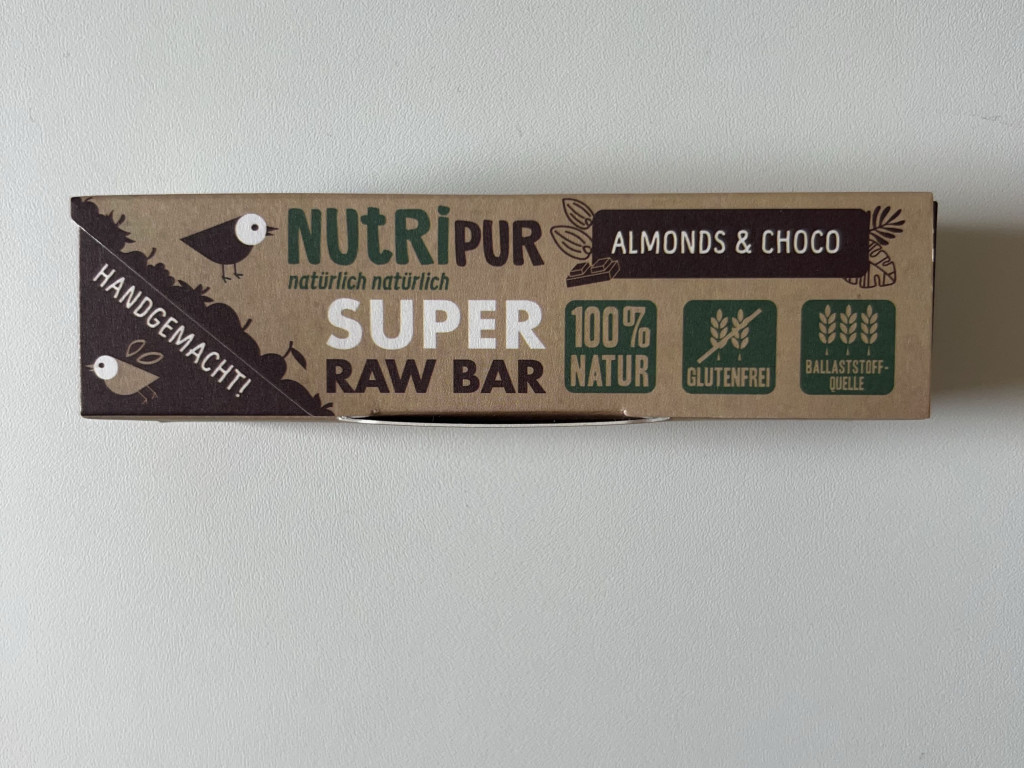 HANDGEMACHT!
NUtRiPUR
natürlich natürlich
SUPER
RAW BAR
ALMONDS & CHOCO
100%
NATUR
GLUTENFREI
BALLASTSTOFF-
QUELLE